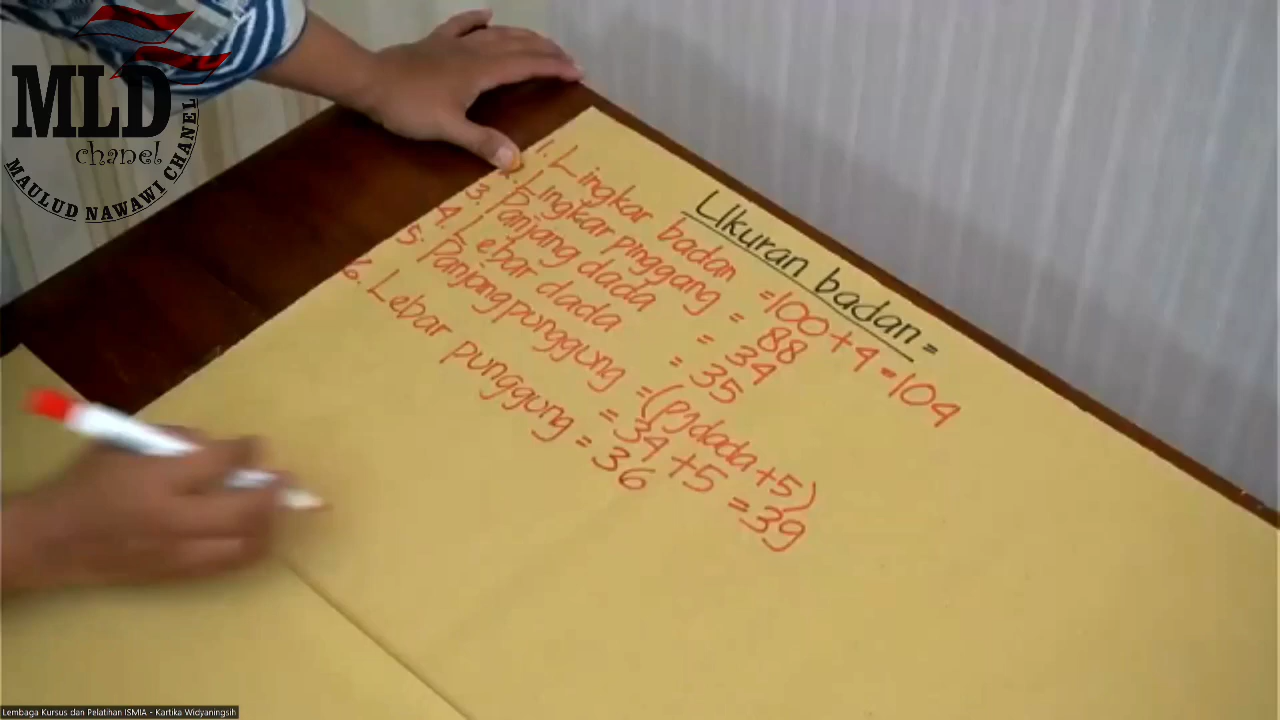 MLD
chanel
MAULUD NAWAWI CHANEL
Ukuran badan =
1. Lingkar badan = 100 + 4 = 104
2. Lingkar pinggang = 88
3. Panjang dada = 34
4. Lebar dada = 35
5. Panjang punggung = (pj dada + 5)
= 34 + 5 = 39
6. Lebar punggung = 36
Lembaga Kursus dan Pelatihan ISMIA - Kartika Widyaningsih